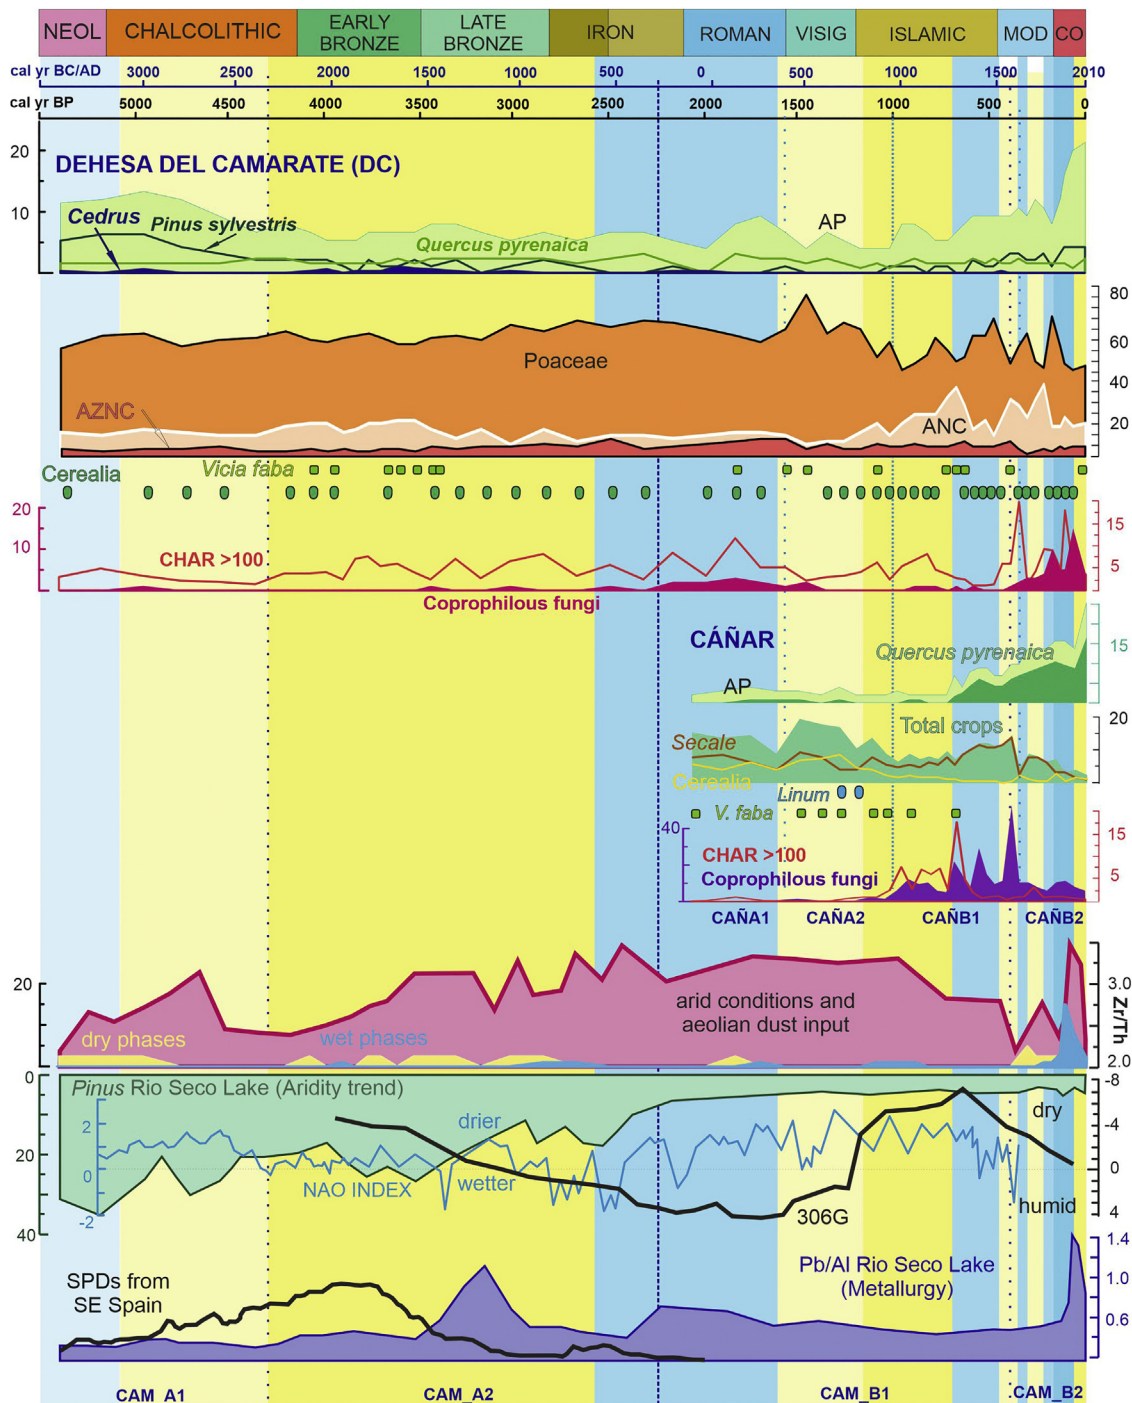 NEOL CHALCOLITHIC EARLY BRONZE LATE BRONZE IRON ROMAN VISIG ISLAMIC MOD CO
cal yr BC/AD 3000 2500 2000 1500 1000 500 0 500 1000 1500 2010
cal yr BP 5000 4500 4000 3500 3000 2500 2000 1500 1000 500 0
20
DEHESA DEL CAMARATE (DC)
10
Cedrus
Pinus sylvestris
Quercus pyrenaica
AP
80
60
40
20
Poaceae
AZNC
ANC
Vicia faba
Cerealia
20
10
CHAR >100
15
5
Coprophilous fungi
CÁÑAR
Quercus pyrenaica
15
AP
20
Total crops
Secale
Cerealia
Linum
V. faba
40
CHAR >100
Coprophilous fungi
15
5
CAÑA1 CAÑA2 CAÑB1 CAÑB2
20
arid conditions and
aeolian dust input
3.0
Zr/Th
2.0
dry phases
wet phases
0
Pinus Rio Seco Lake (Aridity trend)
-8
dry
2
drier
-4
20
0
0
NAO INDEX
wetter
-2
306G
humid
4
40
SPDs from
SE Spain
Pb/Al Rio Seco Lake
(Metallurgy)
1.4
1.0
0.6
CAM_A1 CAM_A2 CAM_B1 CAM_B2